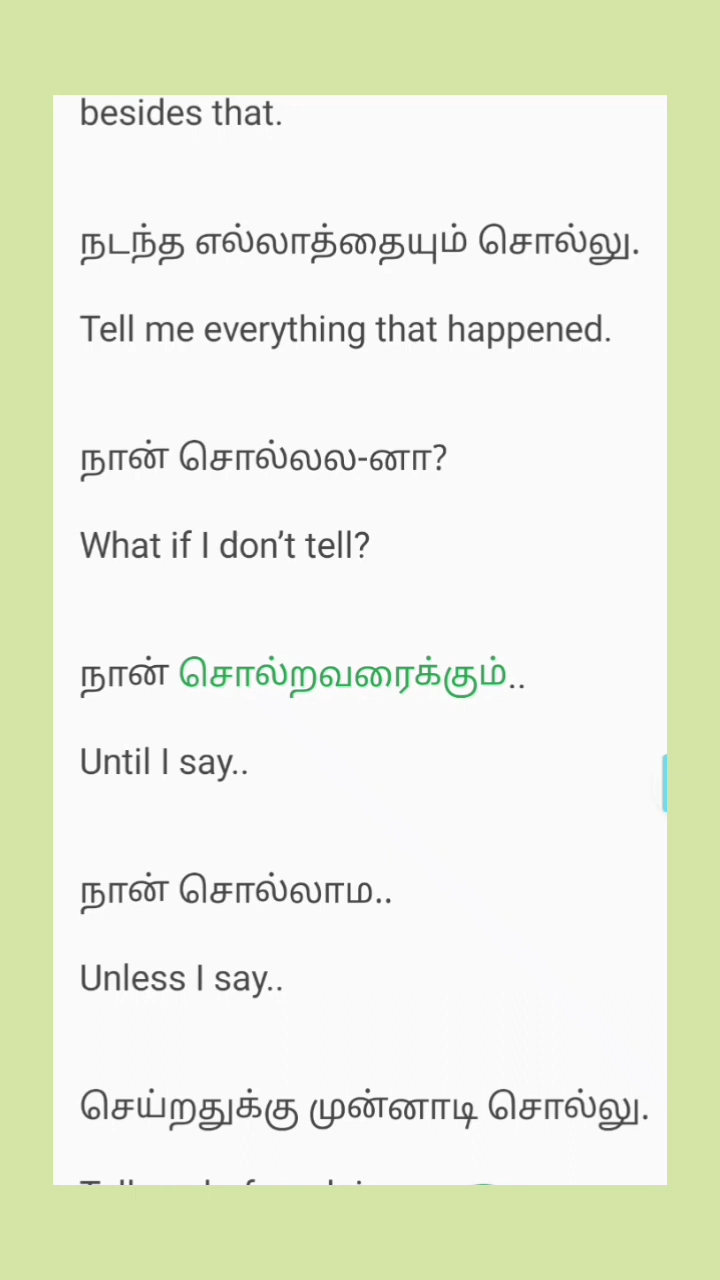 besides that.
நடந்த எல்லாத்தையும் சொல்லு.
Tell me everything that happened.
நான் சொல்லல-னா?
What if I don’t tell?
நான் சொல்றவரைக்கும்..
Until I say..
நான் சொல்லாம..
Unless I say..
செய்றதுக்கு முன்னாடி சொல்லு.